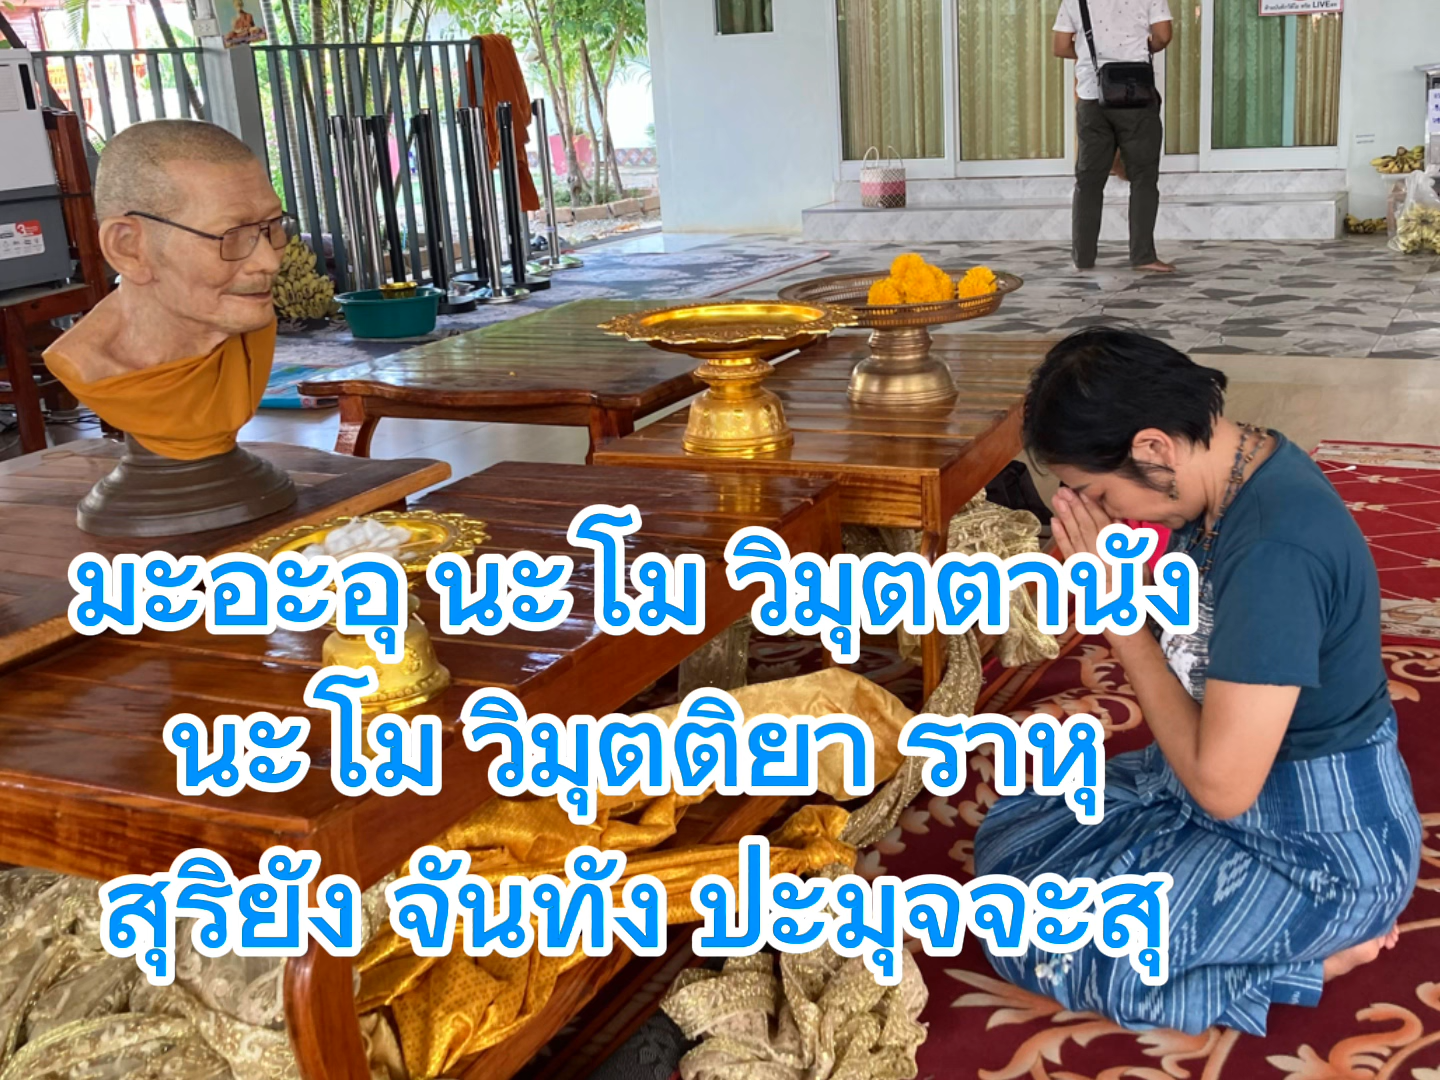 มะอะอุ นะโม วิมุตตานัง
นะโม วิมุตติยา ราหุ
สุริยัง จันทัง ปะมุจจะสุ